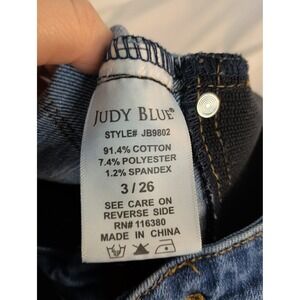 JUDY BLUE®
STYLE# JB9802
91.4% COTTON
7.4% POLYESTER
1.2% SPANDEX
3 / 26
SEE CARE ON
REVERSE SIDE
RN# 116380
MADE IN CHINA